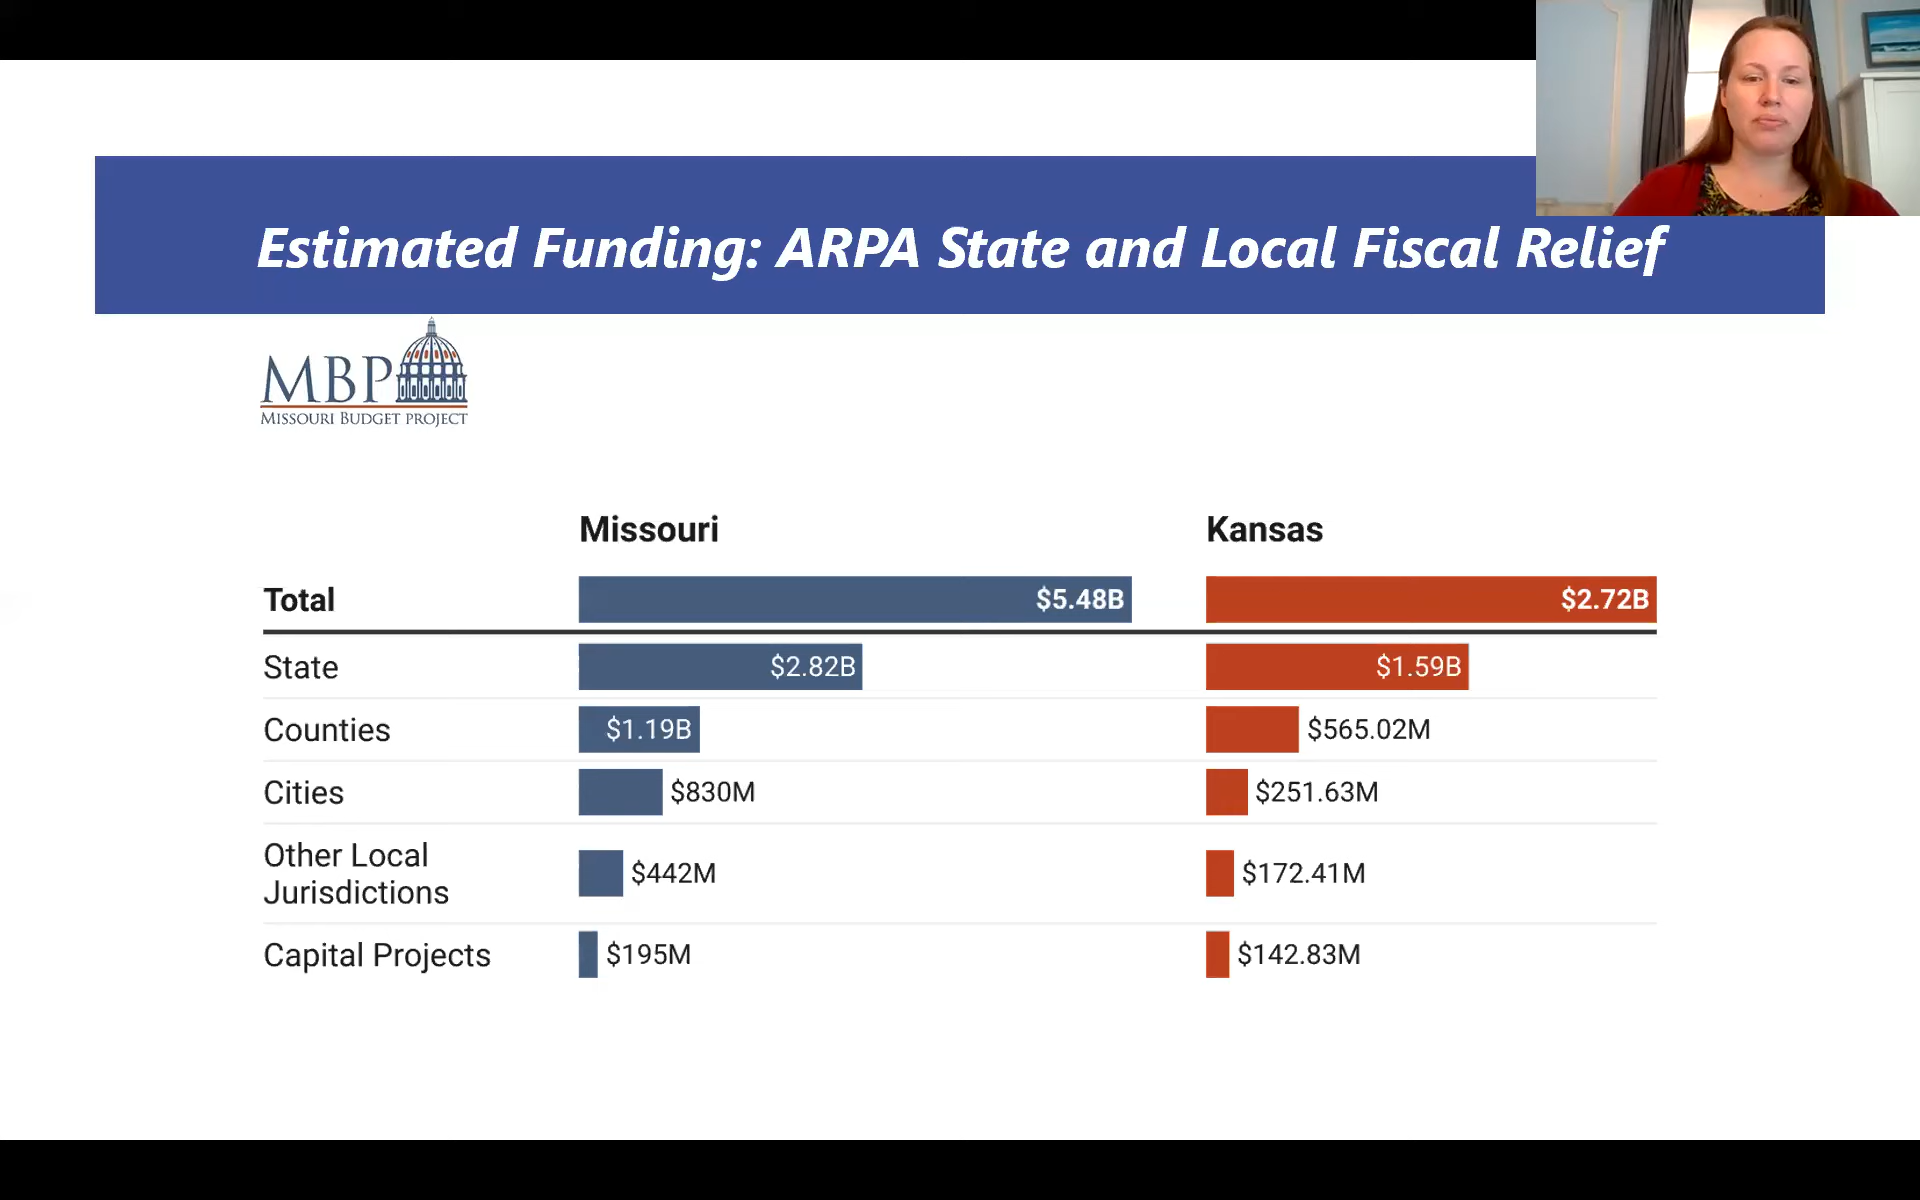 Estimated Funding: ARPA State and Local Fiscal Relief
MBP
MISSOURI BUDGET PROJECT
Missouri Kansas
Total $5.48B $2.72B
State $2.82B $1.59B
Counties $1.19B $565.02M
Cities $830M $251.63M
Other Local
Jurisdictions $442M $172.41M
Capital Projects $195M $142.83M